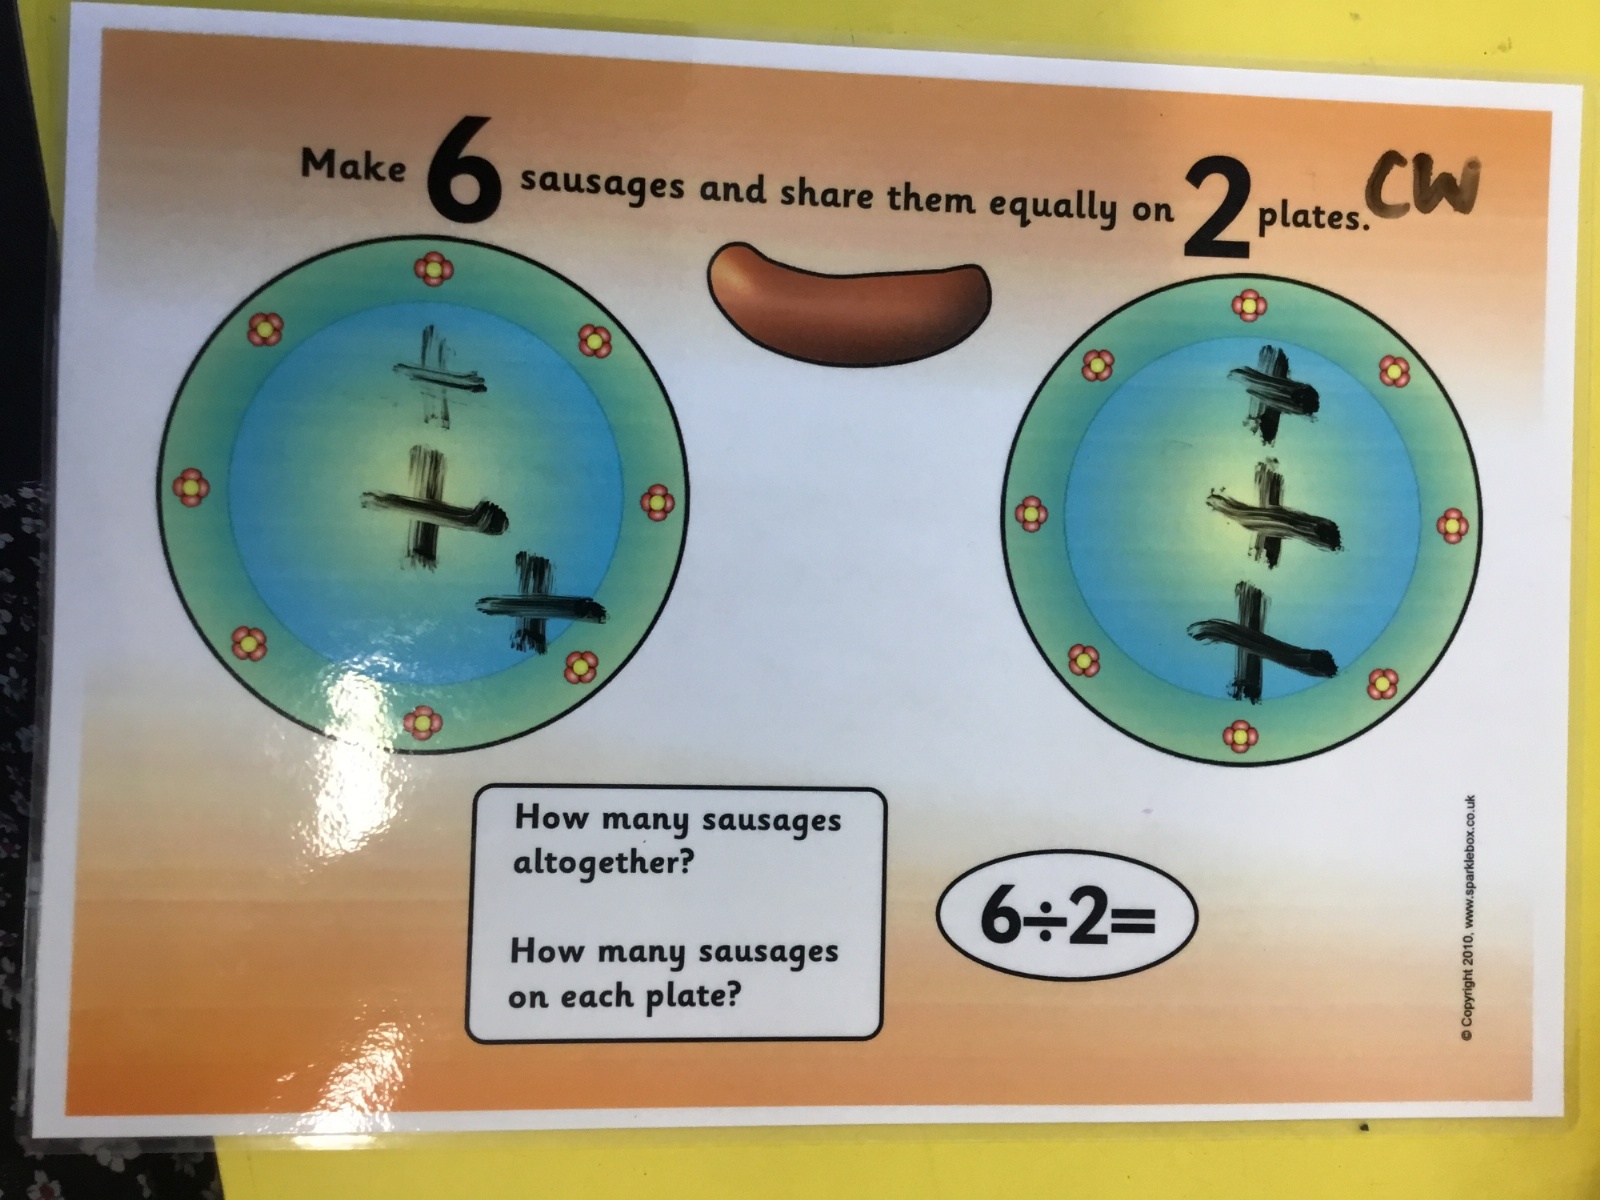 Make 6 sausages and share them equally on 2 plates. CW
How many sausages
altogether?
How many sausages
on each plate?
6÷2=
© Copyright 2010, www.sparklebox.co.uk